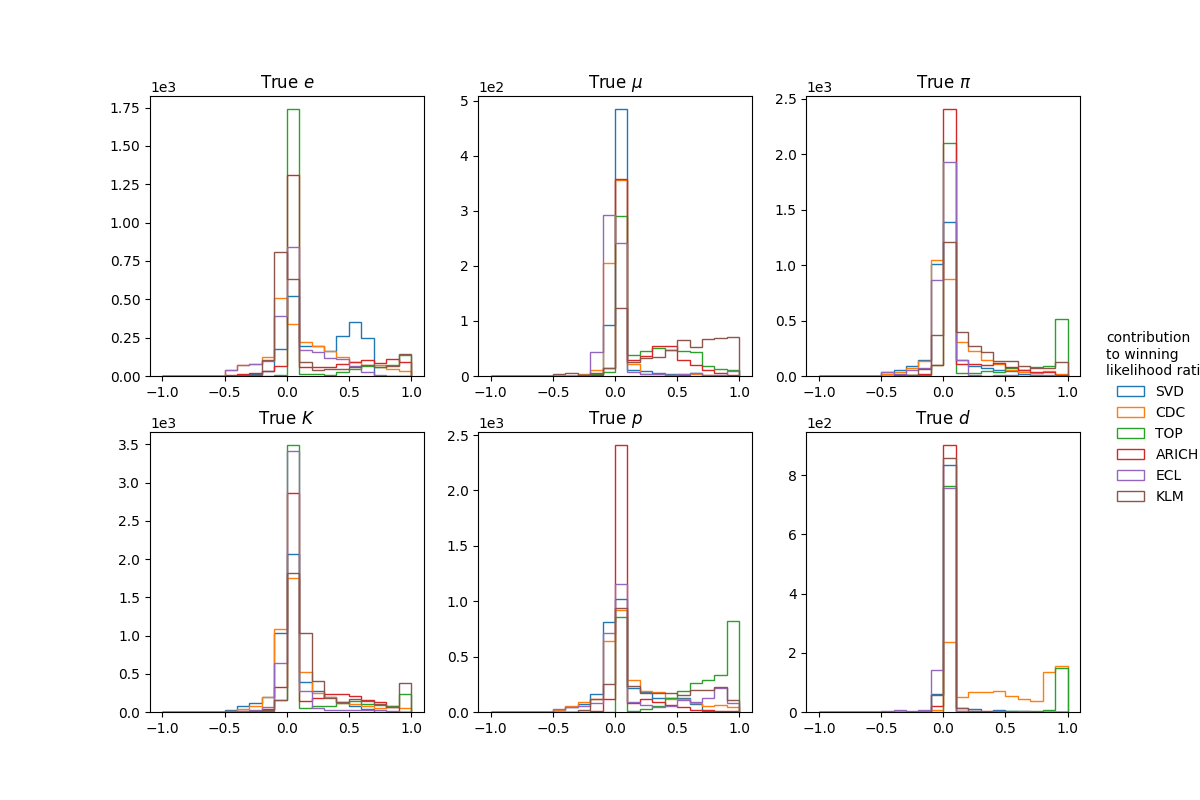 True e
True μ
True π
1e3
1e2
1e3
1.75
1.50
1.25
1.00
0.75
0.50
0.25
0.00
5
4
3
2
1
0
2.5
2.0
1.5
1.0
0.5
0.0
−1.0 −0.5 0.0 0.5 1.0
−1.0 −0.5 0.0 0.5 1.0
−1.0 −0.5 0.0 0.5 1.0
True K
True p
True d
1e3
1e3
1e2
3.5
3.0
2.5
2.0
1.5
1.0
0.5
0.0
2.5
2.0
1.5
1.0
0.5
0.0
8
6
4
2
0
−1.0 −0.5 0.0 0.5 1.0
−1.0 −0.5 0.0 0.5 1.0
−1.0 −0.5 0.0 0.5 1.0
contribution
to winning
likelihood rati
SVD
CDC
TOP
ARICH
ECL
KLM